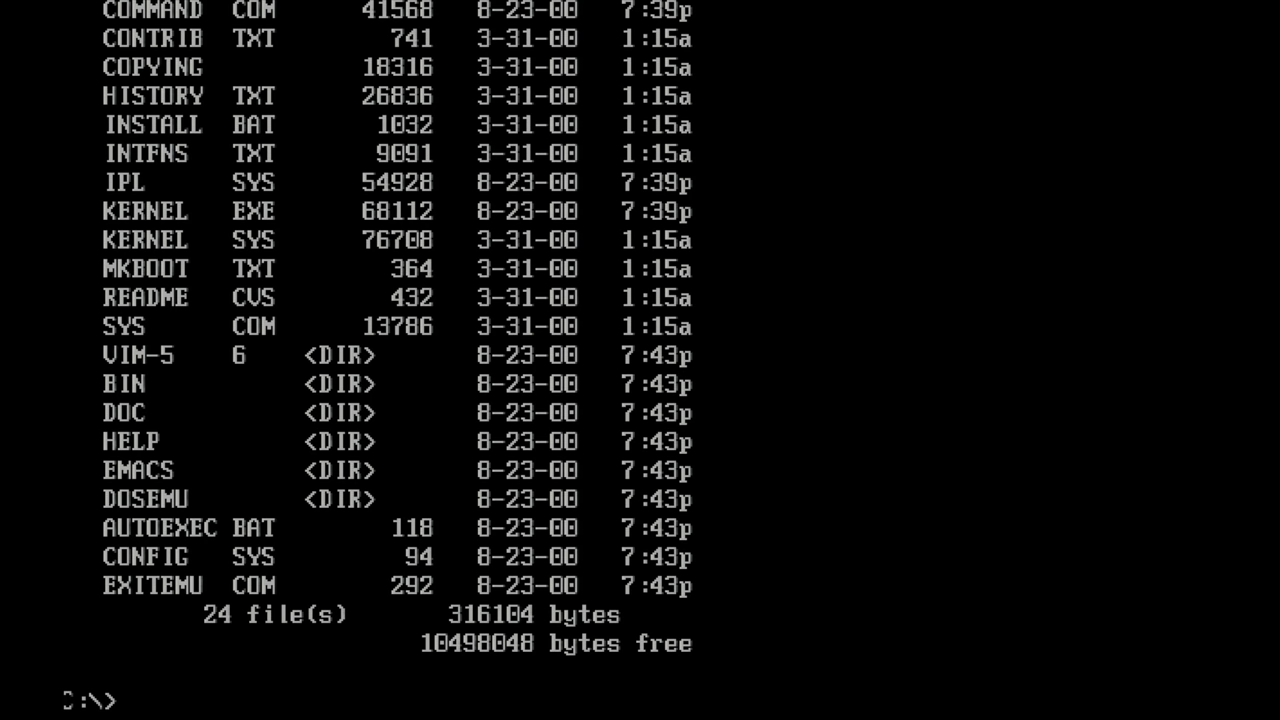 COMMAND  COM      41568   8-23-00   7:39p
CONTRIB  TXT        741   3-31-00   1:15a
COPYING           18316   3-31-00   1:15a
HISTORY  TXT      26836   3-31-00   1:15a
INSTALL  BAT       1032   3-31-00   1:15a
INTFNS   TXT       9091   3-31-00   1:15a
IPL      SYS      54928   8-23-00   7:39p
KERNEL   EXE      68112   8-23-00   7:39p
KERNEL   SYS      76708   3-31-00   1:15a
MKBOOT   TXT        364   3-31-00   1:15a
README   CVS        432   3-31-00   1:15a
SYS      COM      13786   3-31-00   1:15a
VIM-5    6    <DIR>       8-23-00   7:43p
BIN           <DIR>       8-23-00   7:43p
DOC           <DIR>       8-23-00   7:43p
HELP          <DIR>       8-23-00   7:43p
EMACS         <DIR>       8-23-00   7:43p
DOSEMU        <DIR>       8-23-00   7:43p
AUTOEXEC BAT        118   8-23-00   7:43p
CONFIG   SYS         94   8-23-00   7:43p
EXITEMU  COM        292   8-23-00   7:43p
24 file(s)       316104 bytes
10498048 bytes free
C:\>